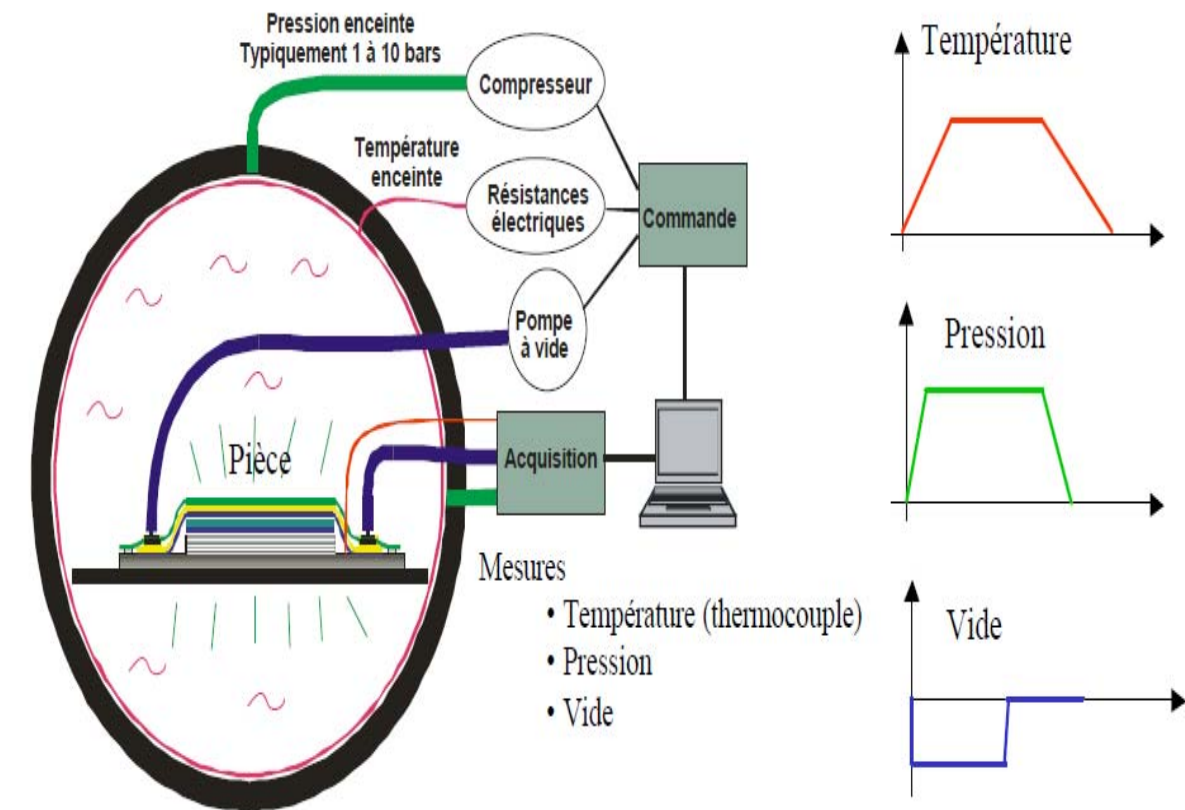 Pression enceinte
Typiquement 1 à 10 bars
Compresseur
Température
enceinte
Résistances
électriques
Commande
Pompe
à vide
Pièce
Acquisition
Mesures
• Température (thermocouple)
• Pression
• Vide
Température
Pression
Vide